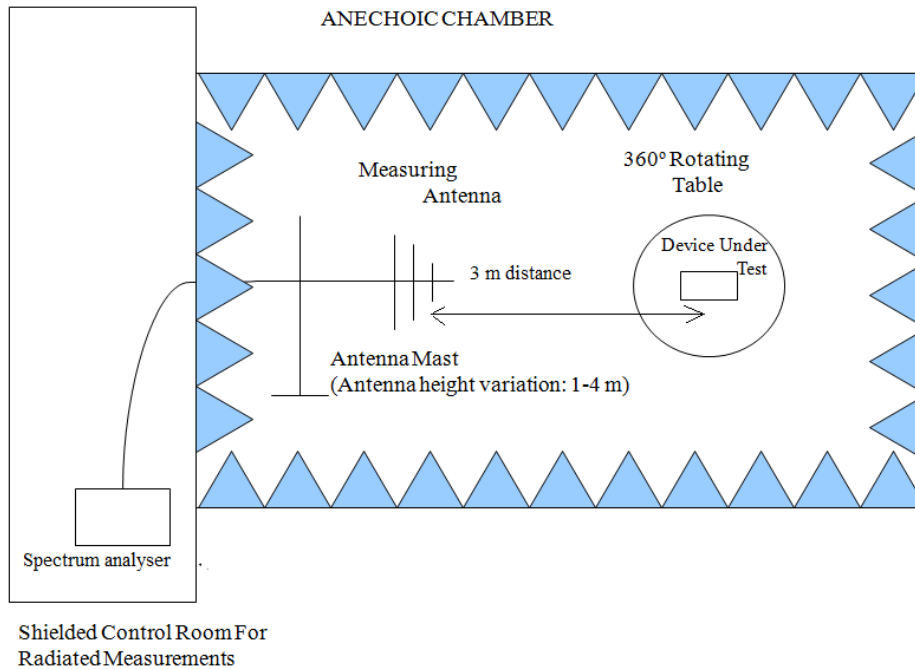 ANECHOIC CHAMBER
Measuring
Antenna
360º Rotating
Table
Device Under
Test
3 m distance
Antenna Mast
(Antenna height variation: 1-4 m)
Spectrum analyser
Shielded Control Room For
Radiated Measurements